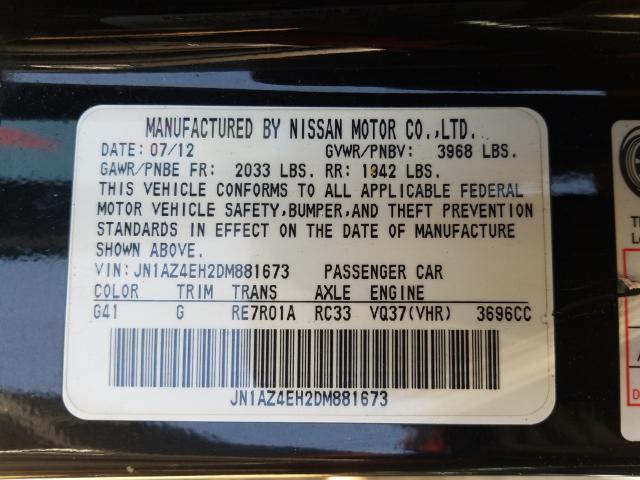 MANUFACTURED BY NISSAN MOTOR CO.,LTD.
DATE: 07/12 GVWR/PNBV: 3968 LBS.
GAWR/PNBE FR: 2033 LBS. RR: 1942 LBS.
THIS VEHICLE CONFORMS TO ALL APPLICABLE FEDERAL
MOTOR VEHICLE SAFETY,BUMPER,AND THEFT PREVENTION
STANDARDS IN EFFECT ON THE DATE OF MANUFACTURE
SHOWN ABOVE.
VIN: JN1AZ4EH2DM881673 PASSENGER CAR
COLOR TRIM TRANS AXLE ENGINE
G41 G RE7R01A RC33 VQ37(VHR) 3696CC
JN1AZ4EH2DM881673